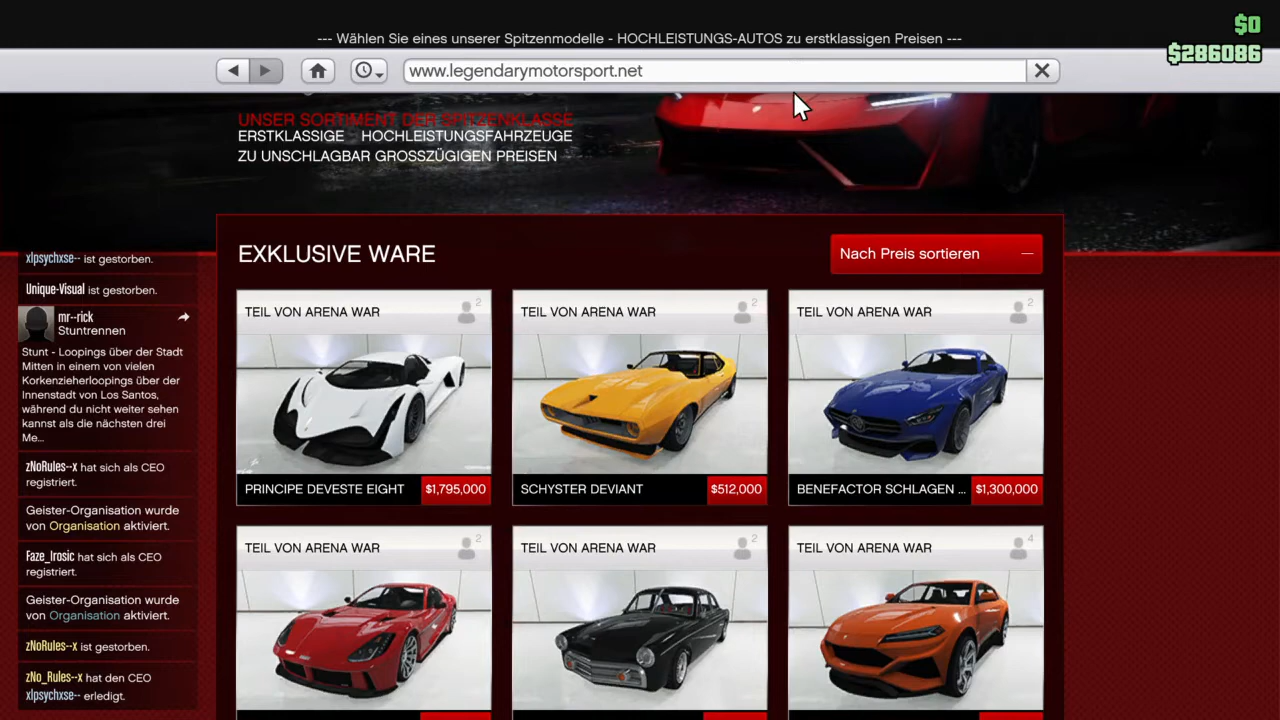 $0
--- Wählen Sie eines unserer Spitzenmodelle - HOCHLEISTUNGS-AUTOS zu erstklassigen Preisen ---
$286086
www.legendarymotorsport.net
UNSER SORTIMENT DER SPITZENKLASSE
ERSTKLASSIGE HOCHLEISTUNGSFAHRZEUGE
ZU UNSCHLAGBAR GROSSZÜGIGEN PREISEN
EXKLUSIVE WARE
Nach Preis sortieren
TEIL VON ARENA WAR
2
PRINCIPE DEVESTE EIGHT
$1,795,000
TEIL VON ARENA WAR
2
SCHYSTER DEVIANT
$512,000
TEIL VON ARENA WAR
2
BENEFACTOR SCHLAGEN ...
$1,300,000
TEIL VON ARENA WAR
2
TEIL VON ARENA WAR
2
TEIL VON ARENA WAR
4
xlpsychxse-- ist gestorben.
Unique-Visual ist gestorben.
mr--rick
Stuntrennen
Stunt - Loopings über der Stadt
Mitten in einem von vielen
Korkenzieherloopings über der
Innenstadt von Los Santos,
während du nicht weiter sehen
kannst als die nächsten drei
Me...
zNoRules--x hat sich als CEO
registriert.
Geister-Organisation wurde
von Organisation aktiviert.
Faze_Irosic hat sich als CEO
registriert.
Geister-Organisation wurde
von Organisation aktiviert.
zNoRules--x ist gestorben.
zNo_Rules--x hat den CEO
xlpsychxse-- erledigt.